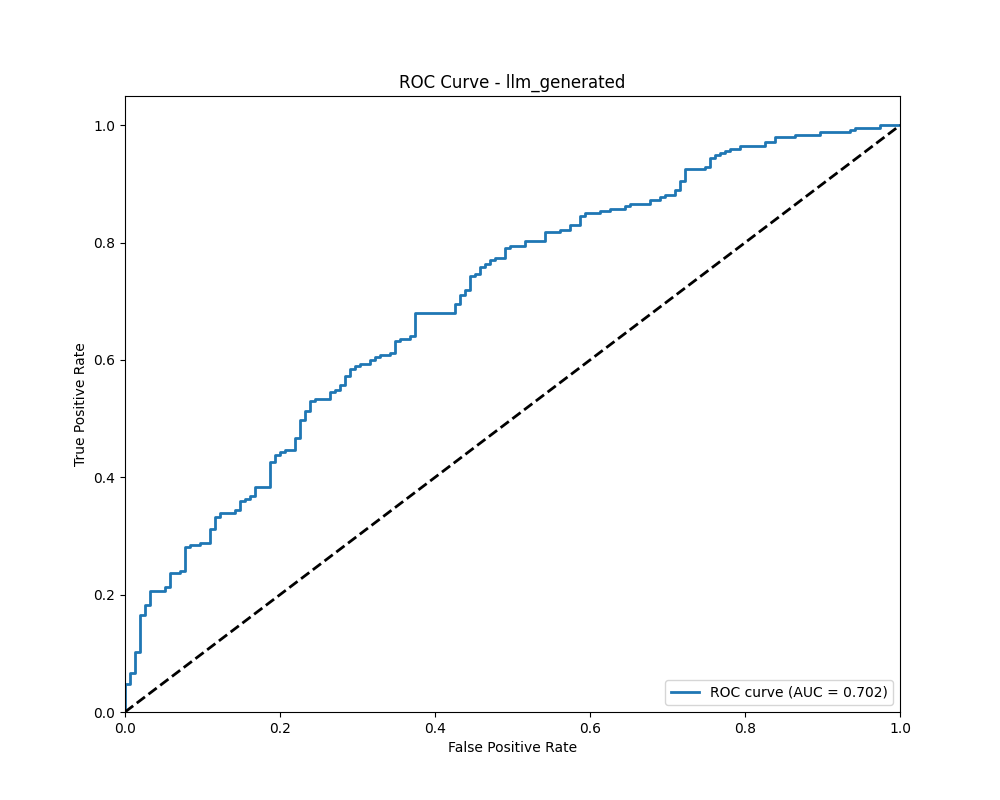 ROC Curve - llm_generated
1.0
0.8
0.6
0.4
0.2
0.0
True Positive Rate
ROC curve (AUC = 0.702)
0.0 0.2 0.4 0.6 0.8 1.0
False Positive Rate